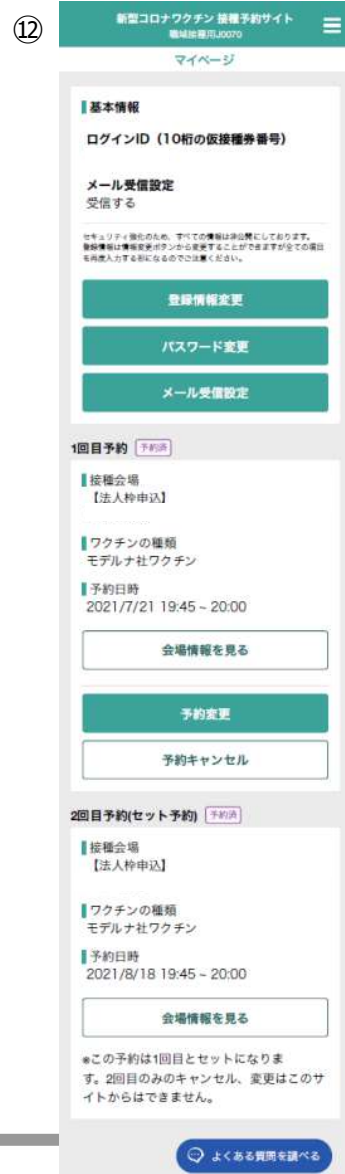 ⑫
新型コロナワクチン 接種予約サイト
職域接種用J0070
マイページ
基本情報
ログインID（10桁の仮接種券番号）
メール受信設定
受信する
セキュリティ強化のため、すべての情報は非公開にしております。
登録情報は情報変更ボタンから変更することができますが全ての項目
を再度入力する形になるのでご注意ください。
登録情報変更
パスワード変更
メール受信設定
1回目予約 予約済
接種会場
【法人枠申込】
ワクチンの種類
モデルナ社ワクチン
予約日時
2021/7/21 19:45 ~ 20:00
会場情報を見る
予約変更
予約キャンセル
2回目予約(セット予約) 予約済
接種会場
【法人枠申込】
ワクチンの種類
モデルナ社ワクチン
予約日時
2021/8/18 19:45 ~ 20:00
会場情報を見る
※この予約は1回目とセットになりま
す。2回目のみのキャンセル、変更はこのサ
イトからはできません。
よくある質問を調べる